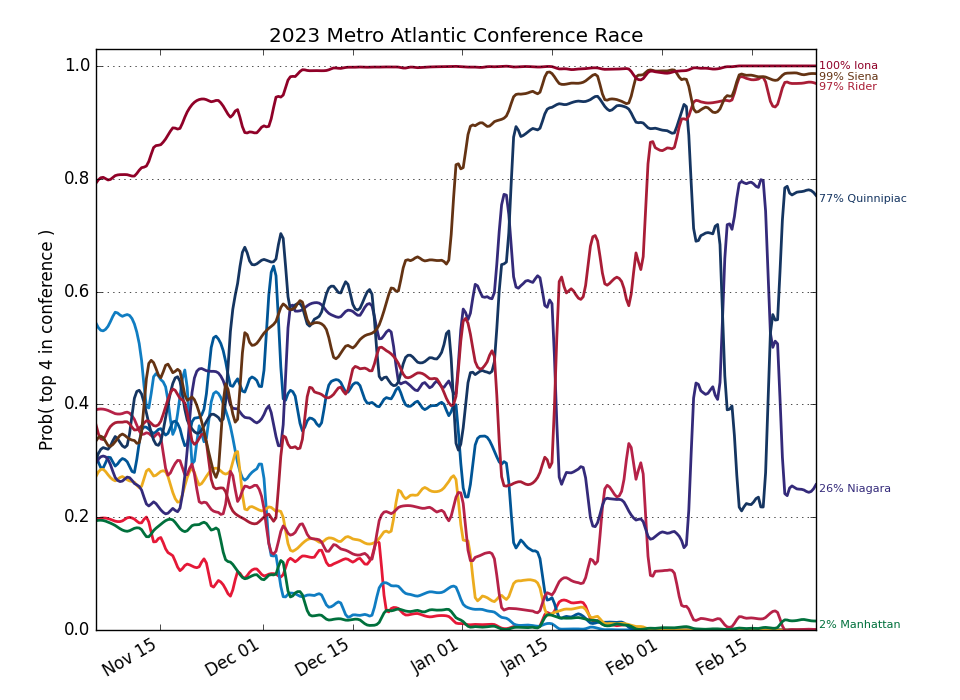 2023 Metro Atlantic Conference Race
Prob( top 4 in conference )
1.0
0.8
0.6
0.4
0.2
0.0
Nov 15
Dec 01
Dec 15
Jan 01
Jan 15
Feb 01
Feb 15
100% Iona
99% Siena
97% Rider
77% Quinnipiac
26% Niagara
2% Manhattan